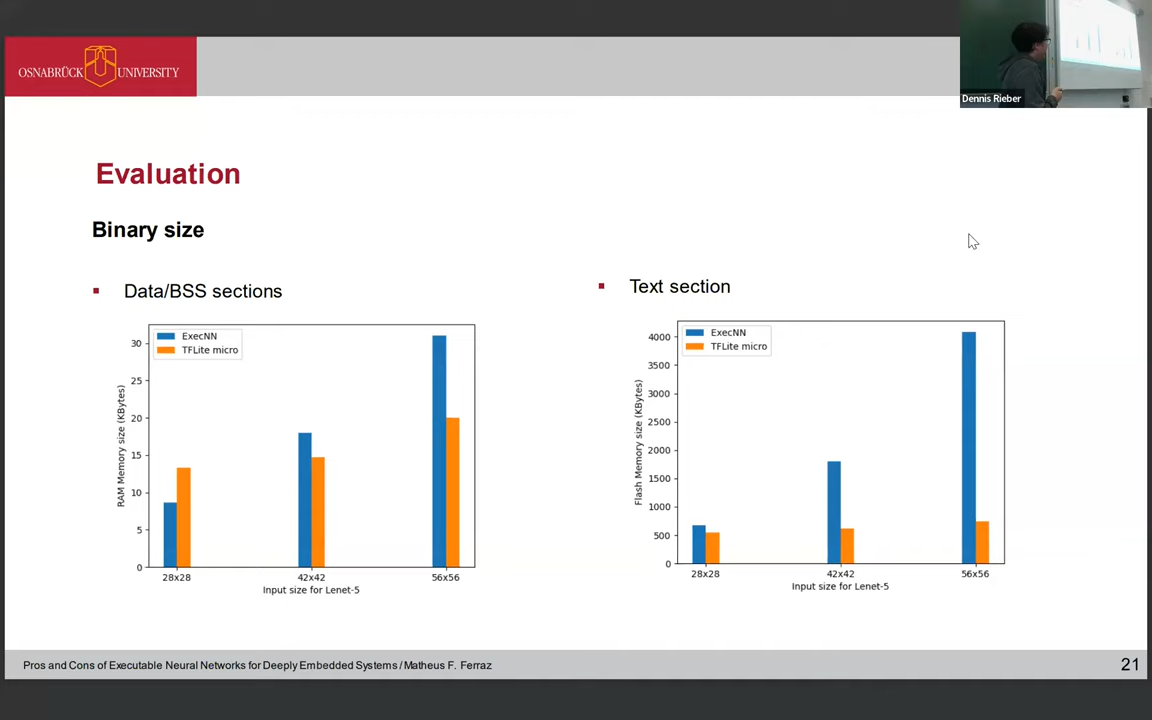 OSNABRÜCK UNIVERSITY
Dennis Rieber
Evaluation
Binary size
Data/BSS sections
ExecNN
TFLite micro
RAM Memory size (KBytes)
30
25
20
15
10
5
0
28x28 42x42 56x56
Input size for Lenet-5
Text section
ExecNN
TFLite micro
Flash Memory size (KBytes)
4000
3500
3000
2500
2000
1500
1000
500
0
28x28 42x42 56x56
Input size for Lenet-5
Pros and Cons of Executable Neural Networks for Deeply Embedded Systems / Matheus F. Ferraz
21